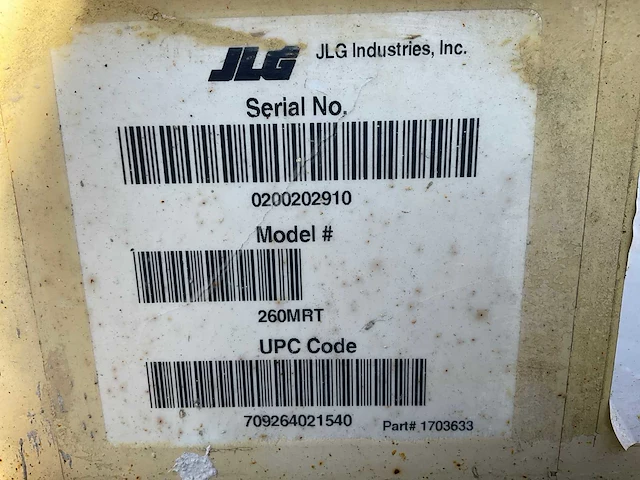 JLG JLG Industries, Inc.
Serial No.
0200202910
Model #
260MRT
UPC Code
709264021540 Part# 1703633